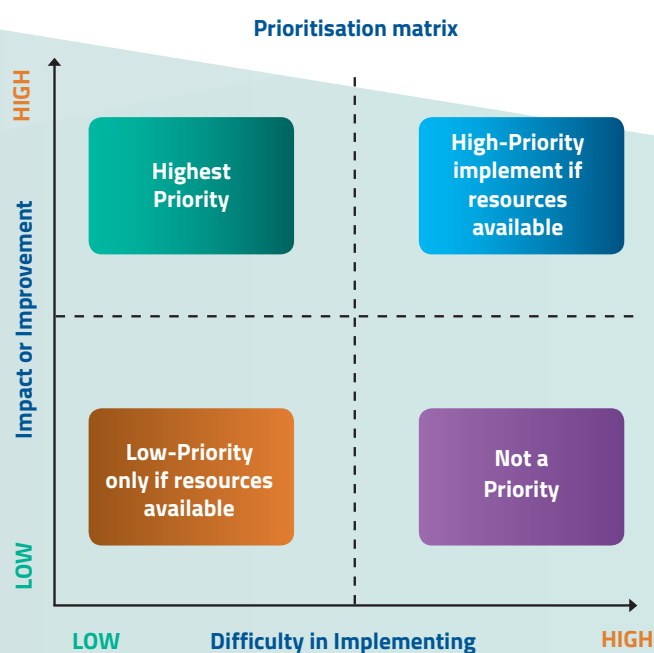 Prioritisation matrix
HIGH
Impact or Improvement
LOW
Highest
Priority
High-Priority
implement if
resources
available
Low-Priority
only if resources
available
Not a
Priority
LOW
Difficulty in Implementing
HIGH